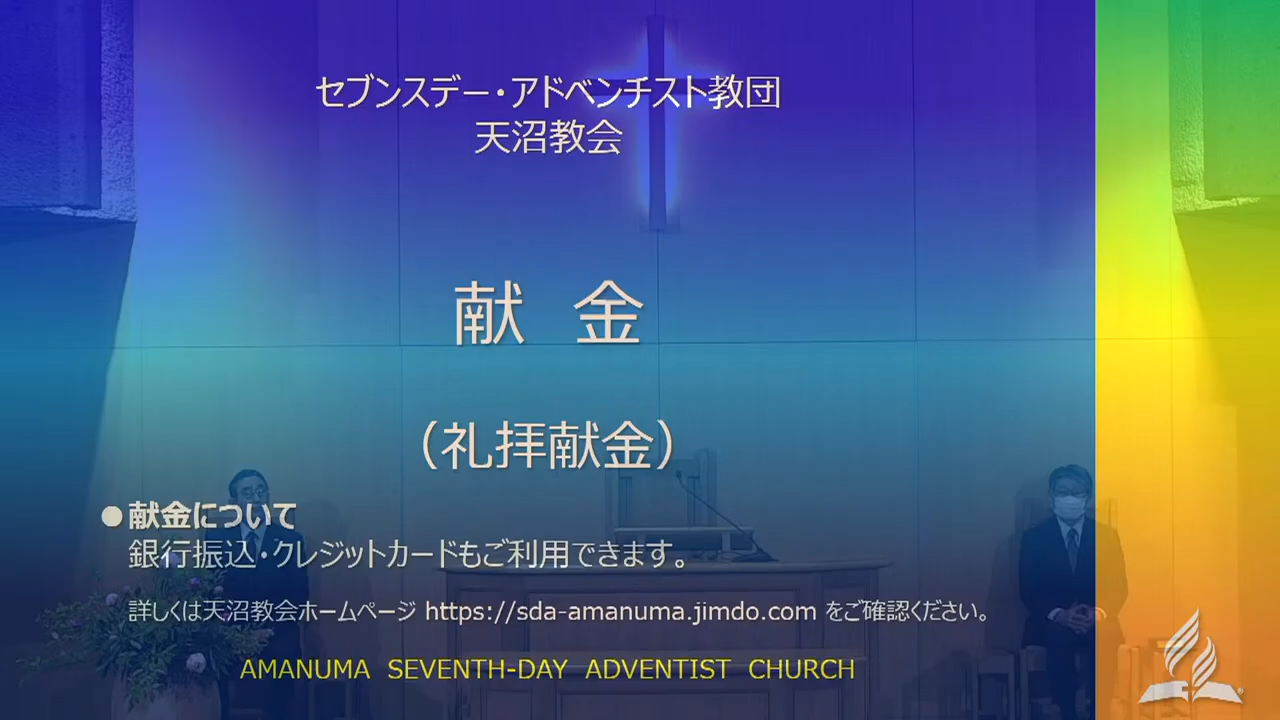 セブンスデー・アドベンチスト教団
天沼教会
献 金
（礼拝献金）
●献金について
銀行振込・クレジットカードもご利用できます。
詳しくは天沼教会ホームページ https://sda-amanuma.jimdo.com をご確認ください。
AMANUMA SEVENTH-DAY ADVENTIST CHURCH